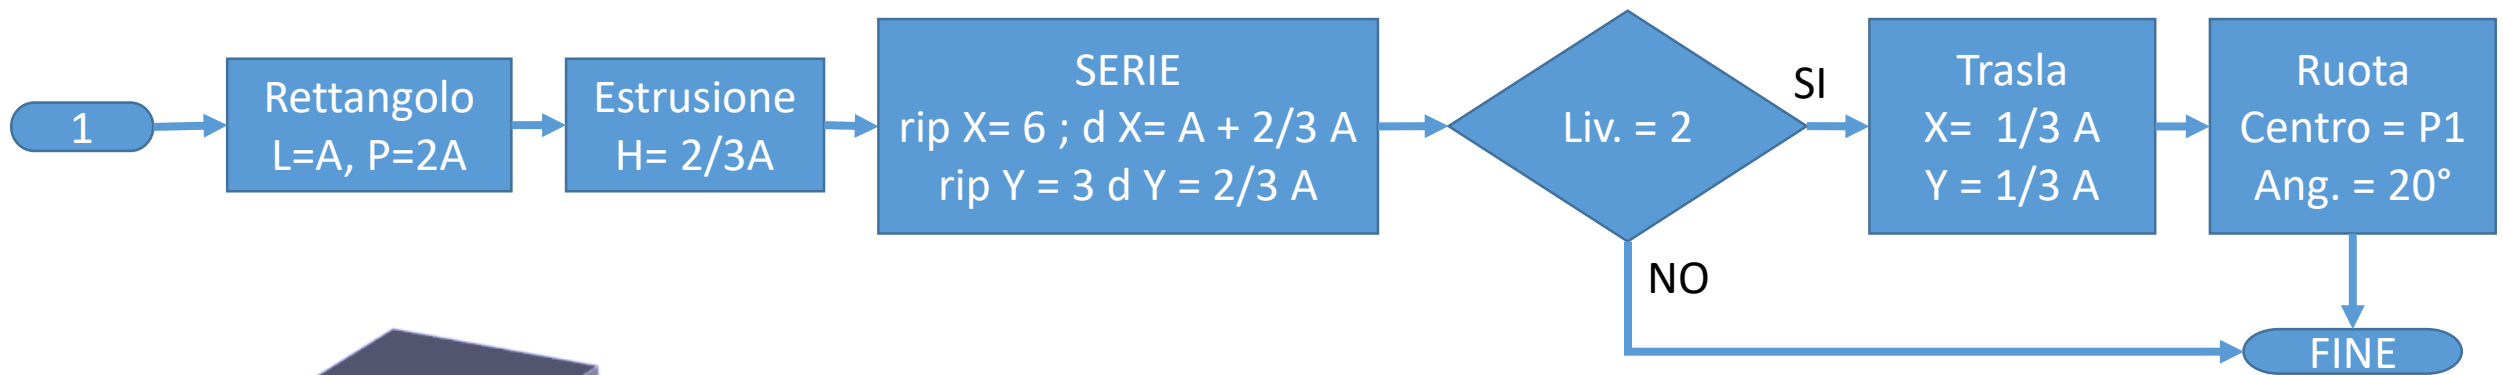 1
Rettangolo
L=A, P=2A
Estrusione
H= 2/3A
SERIE
rip X= 6 ; d X= A + 2/3 A
rip Y = 3 d Y = 2/3 A
Liv. = 2
SI
NO
Trasla
X= 1/3 A
Y = 1/3 A
Ruota
Centro = P1
Ang. = 20°
FINE